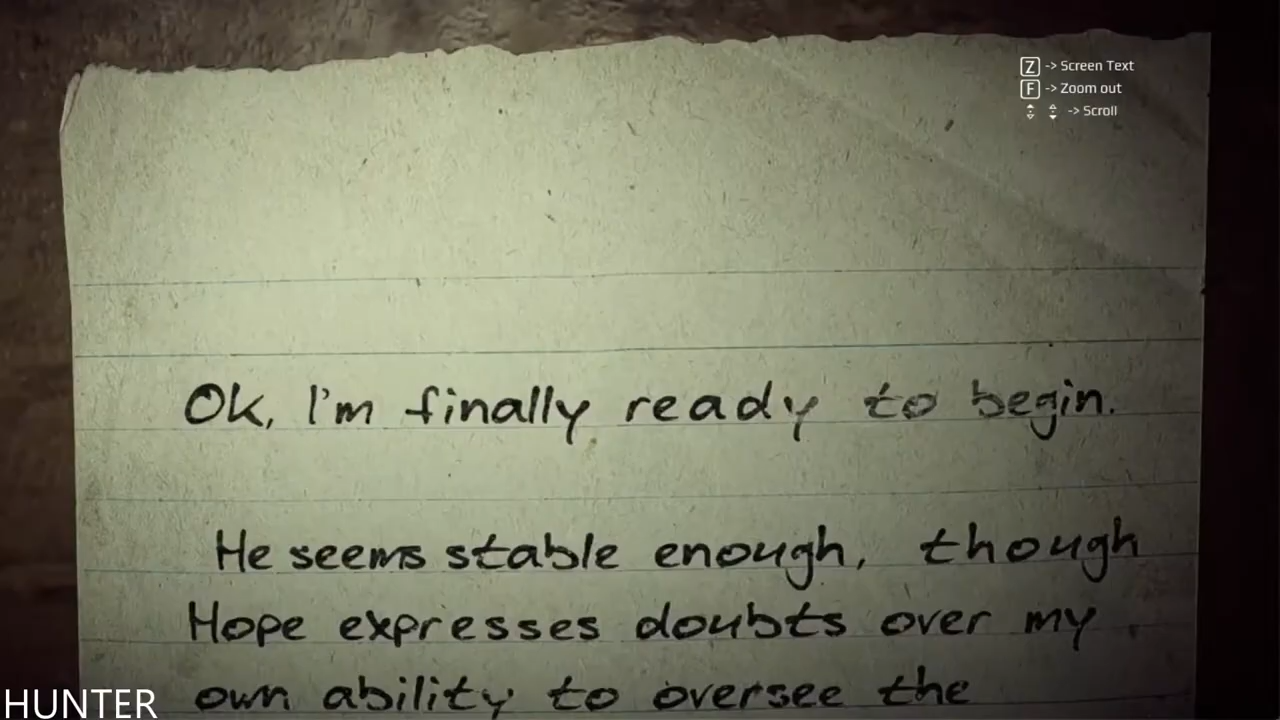 Z -> Screen Text
F -> Zoom out
-> Scroll
Ok, I'm finally ready to begin.
He seems stable enough, though
Hope expresses doubts over my
own ability to oversee the
HUNTER